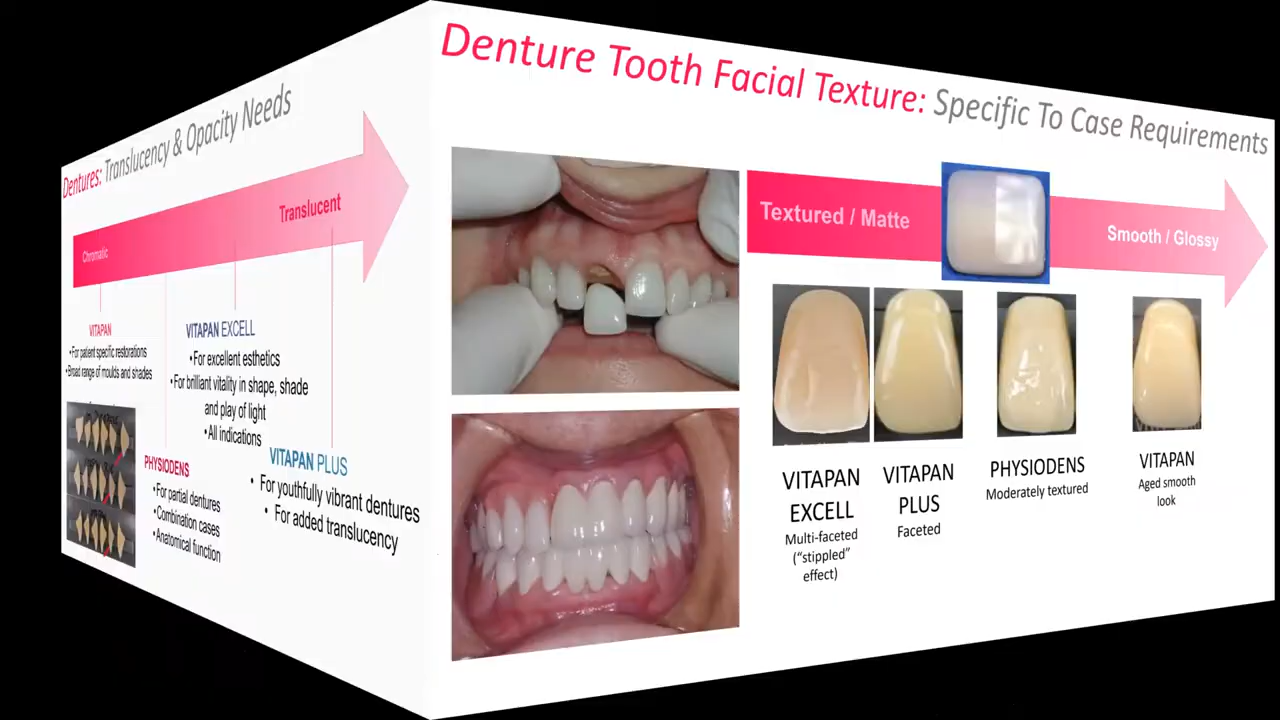 Dentures: Translucency & Opacity Needs
Chromatic
Translucent
VITAPAN
•For patient specific restorations
•Broad range of moulds and shades
VITAPAN EXCELL
•For excellent esthetics
•For brilliant vitality in shape, shade
and play of light
•All indications
PHYSIODENS
•For partial dentures
•Combination cases
•Anatomical function
VITAPAN PLUS
• For youthfully vibrant dentures
• For added translucency
Denture Tooth Facial Texture: Specific To Case Requirements
Textured / Matte
Smooth / Glossy
VITAPAN
EXCELL
Multi-faceted
(“stippled”
effect)
VITAPAN
PLUS
Faceted
PHYSIODENS
Moderately textured
VITAPAN
Aged smooth
look